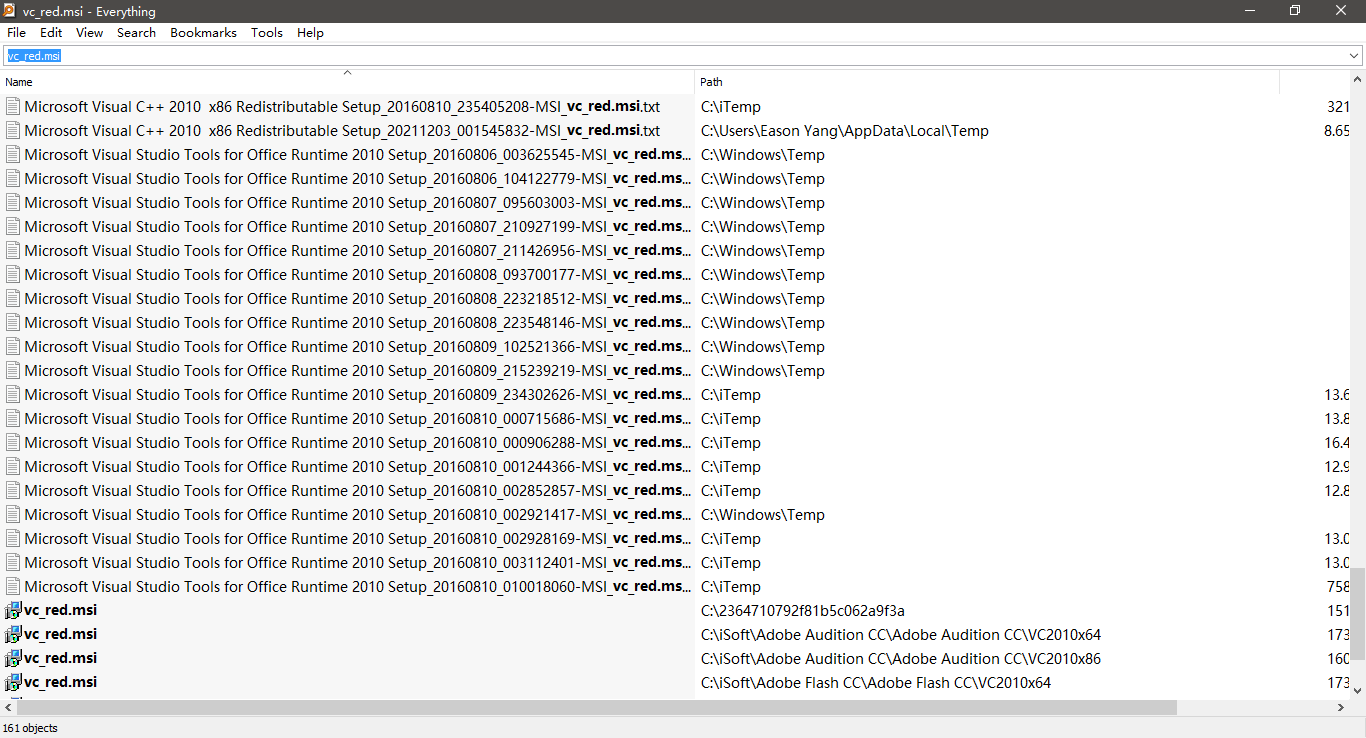 vc_red.msi - Everything
File Edit View Search Bookmarks Tools Help
vc_red.msi
Name Path
Microsoft Visual C++ 2010  x86 Redistributable Setup_20160810_235405208-MSI_vc_red.msi.txt C:\iTemp 321
Microsoft Visual C++ 2010  x86 Redistributable Setup_20211203_001545832-MSI_vc_red.msi.txt C:\Users\Eason Yang\AppData\Local\Temp 8.65
Microsoft Visual Studio Tools for Office Runtime 2010 Setup_20160806_003625545-MSI_vc_red.ms... C:\Windows\Temp
Microsoft Visual Studio Tools for Office Runtime 2010 Setup_20160806_104122779-MSI_vc_red.ms... C:\Windows\Temp
Microsoft Visual Studio Tools for Office Runtime 2010 Setup_20160807_095603003-MSI_vc_red.ms... C:\Windows\Temp
Microsoft Visual Studio Tools for Office Runtime 2010 Setup_20160807_210927199-MSI_vc_red.ms... C:\Windows\Temp
Microsoft Visual Studio Tools for Office Runtime 2010 Setup_20160807_211426956-MSI_vc_red.ms... C:\Windows\Temp
Microsoft Visual Studio Tools for Office Runtime 2010 Setup_20160808_093700177-MSI_vc_red.ms... C:\Windows\Temp
Microsoft Visual Studio Tools for Office Runtime 2010 Setup_20160808_223218512-MSI_vc_red.ms... C:\Windows\Temp
Microsoft Visual Studio Tools for Office Runtime 2010 Setup_20160808_223548146-MSI_vc_red.ms... C:\Windows\Temp
Microsoft Visual Studio Tools for Office Runtime 2010 Setup_20160809_102521366-MSI_vc_red.ms... C:\Windows\Temp
Microsoft Visual Studio Tools for Office Runtime 2010 Setup_20160809_215239219-MSI_vc_red.ms... C:\Windows\Temp
Microsoft Visual Studio Tools for Office Runtime 2010 Setup_20160809_234302626-MSI_vc_red.ms... C:\iTemp 13.6
Microsoft Visual Studio Tools for Office Runtime 2010 Setup_20160810_000715686-MSI_vc_red.ms... C:\iTemp 13.8
Microsoft Visual Studio Tools for Office Runtime 2010 Setup_20160810_000906288-MSI_vc_red.ms... C:\iTemp 16.4
Microsoft Visual Studio Tools for Office Runtime 2010 Setup_20160810_001244366-MSI_vc_red.ms... C:\iTemp 12.9
Microsoft Visual Studio Tools for Office Runtime 2010 Setup_20160810_002852857-MSI_vc_red.ms... C:\iTemp 12.8
Microsoft Visual Studio Tools for Office Runtime 2010 Setup_20160810_002921417-MSI_vc_red.ms... C:\Windows\Temp
Microsoft Visual Studio Tools for Office Runtime 2010 Setup_20160810_002928169-MSI_vc_red.ms... C:\iTemp 13.0
Microsoft Visual Studio Tools for Office Runtime 2010 Setup_20160810_003112401-MSI_vc_red.ms... C:\iTemp 13.0
Microsoft Visual Studio Tools for Office Runtime 2010 Setup_20160810_010018060-MSI_vc_red.ms... C:\iTemp 758
vc_red.msi C:\2364710792f81b5c062a9f3a 151
vc_red.msi C:\iSoft\Adobe Audition CC\Adobe Audition CC\VC2010x64 173
vc_red.msi C:\iSoft\Adobe Audition CC\Adobe Audition CC\VC2010x86 160
vc_red.msi C:\iSoft\Adobe Flash CC\Adobe Flash CC\VC2010x64 173
161 objects